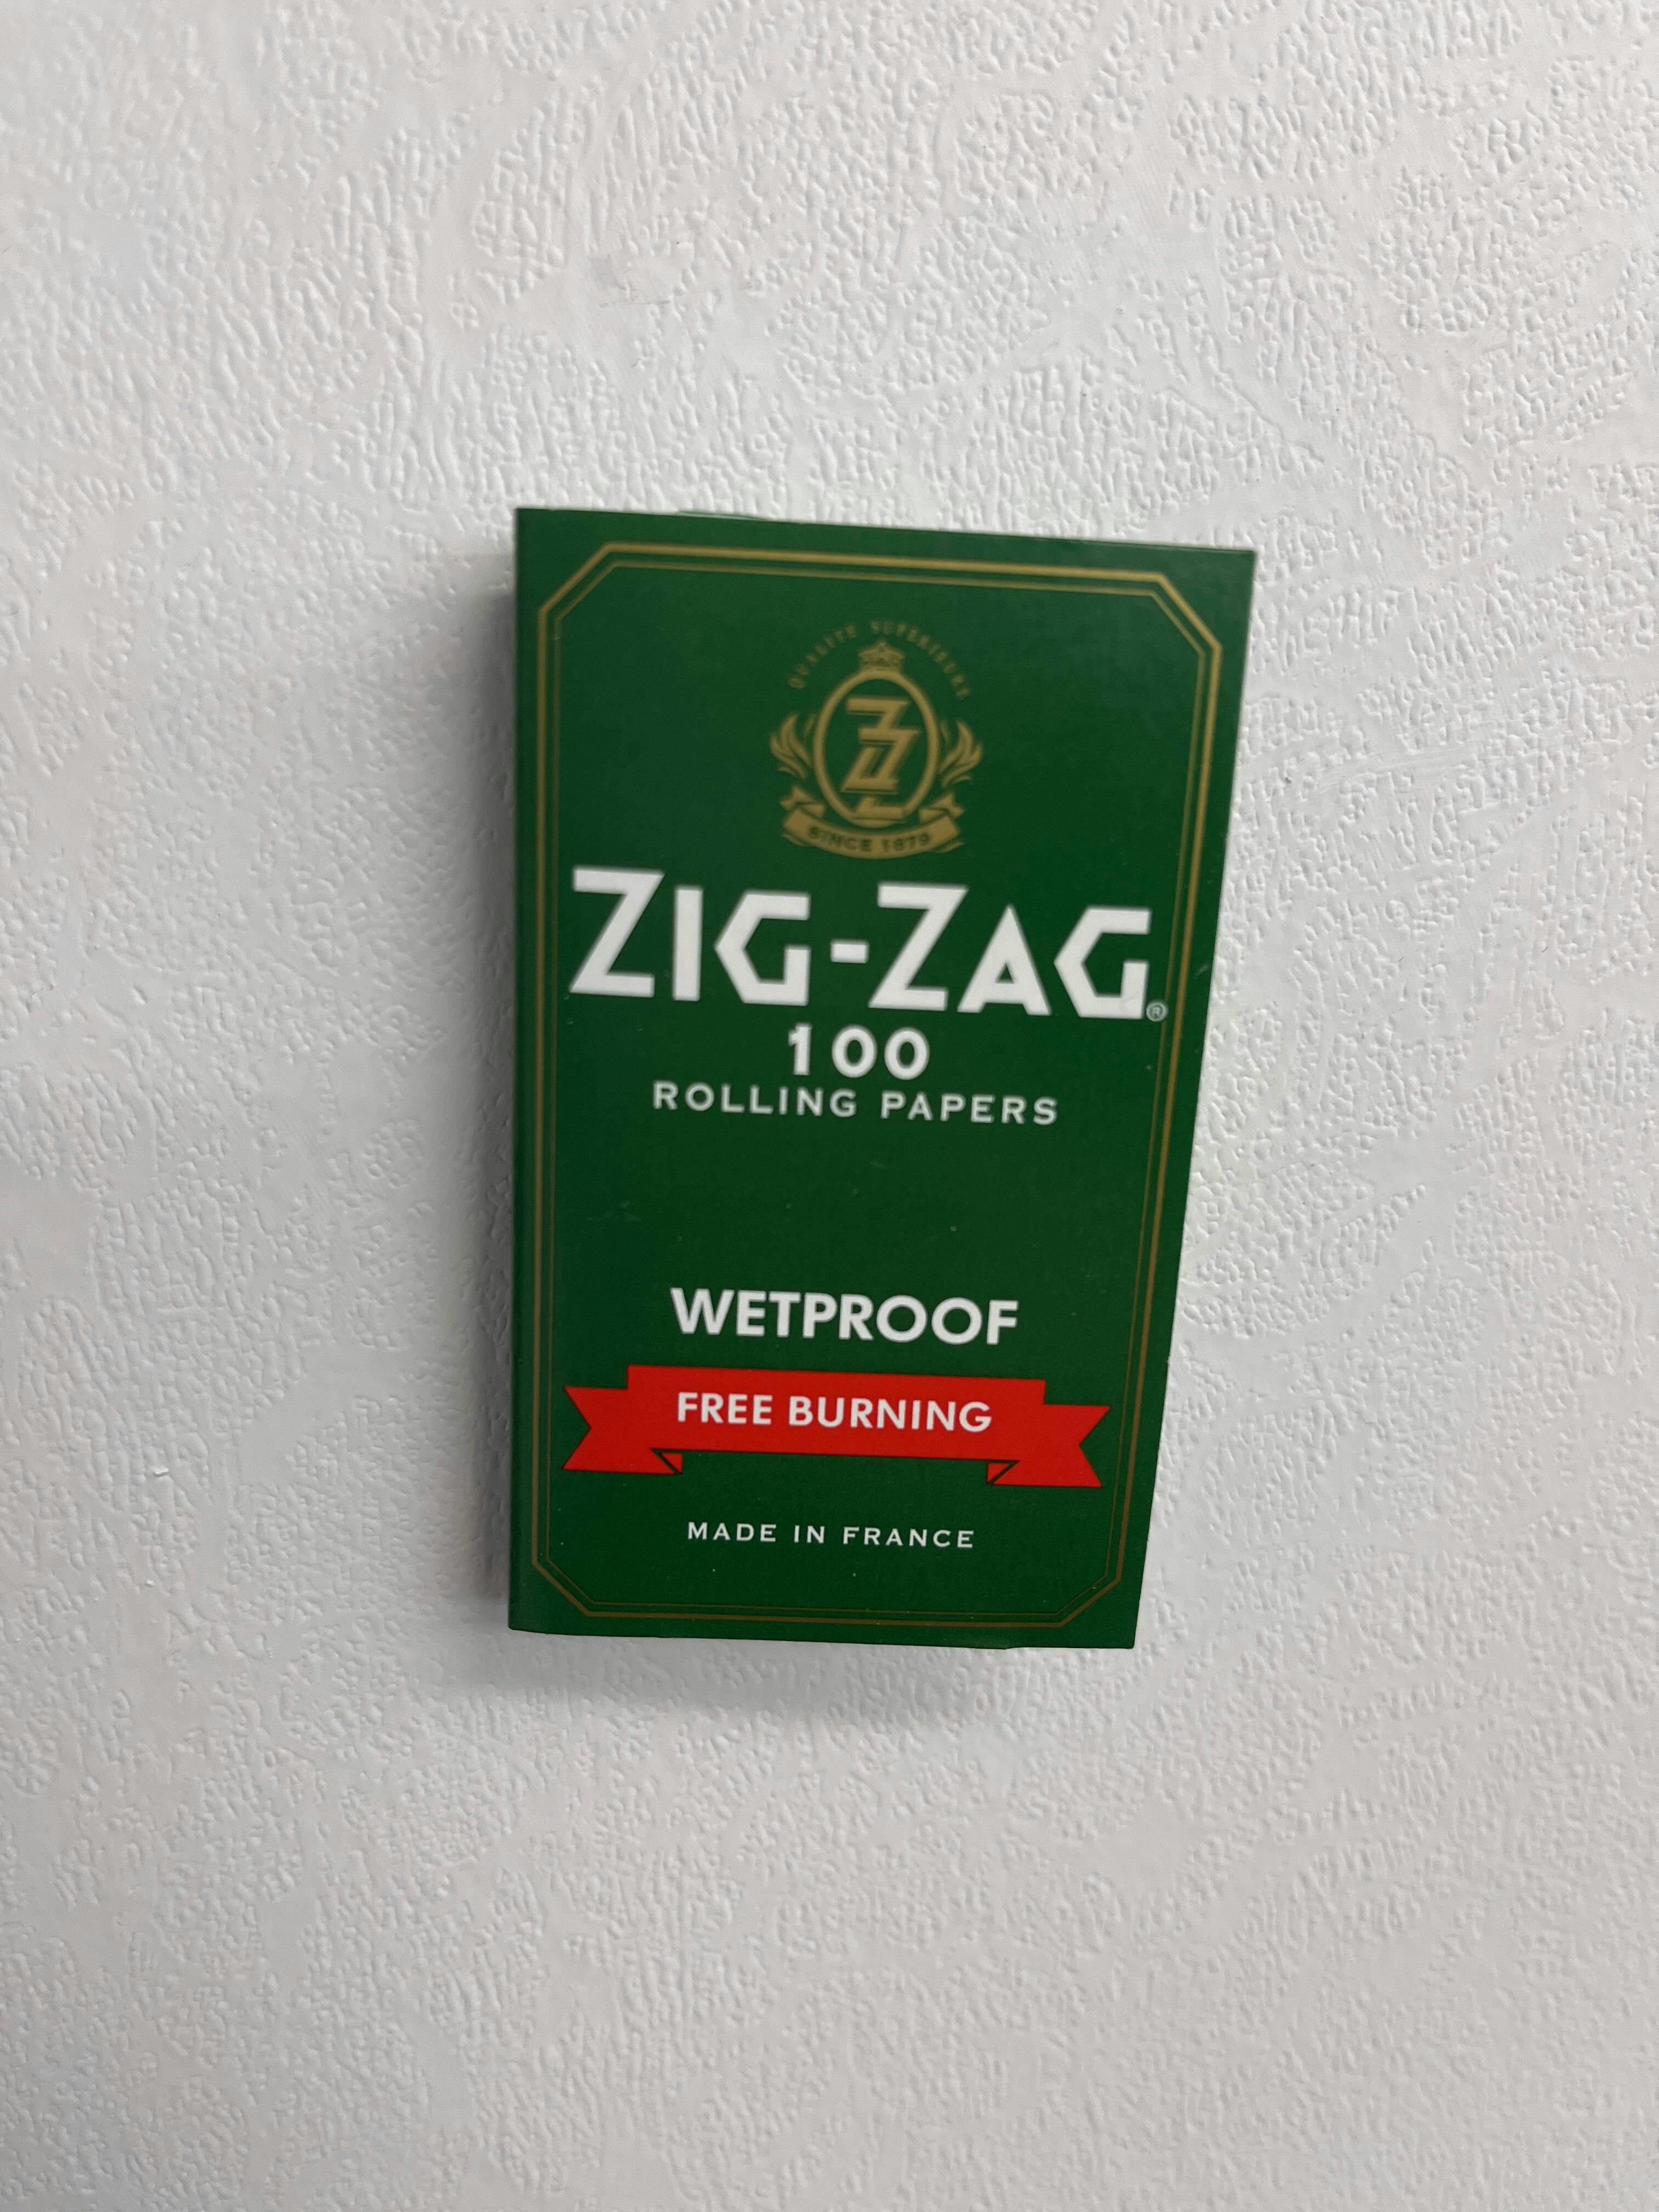 QUALITÉ SUPÉRIEURE
SINCE 1879
ZIG-ZAG®
100
ROLLING PAPERS
WETPROOF
FREE BURNING
MADE IN FRANCE